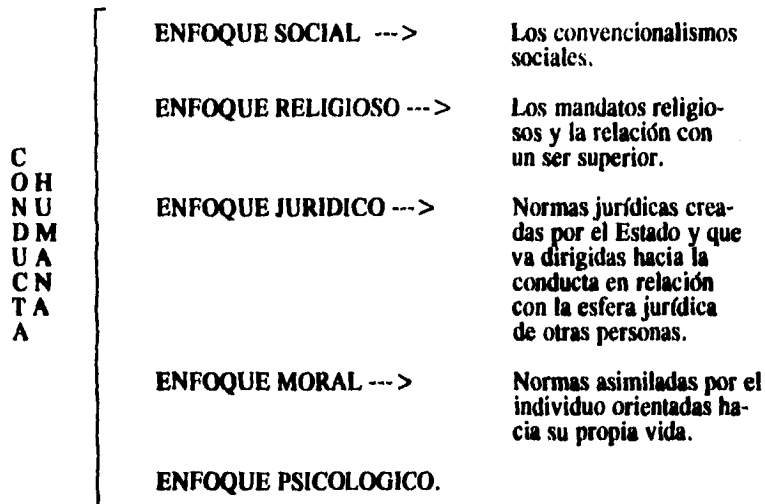 CONDUCTA
HUMANA
ENFOQUE SOCIAL --->
Los convencionalismos
sociales.
ENFOQUE RELIGIOSO --->
Los mandatos religio-
sos y la relación con
un ser superior.
ENFOQUE JURIDICO --->
Normas jurídicas crea-
das por el Estado y que
va dirigidas hacia la
conducta en relación
con la esfera jurídica
de otras personas.
ENFOQUE MORAL --->
Normas asimiladas por el
individuo orientadas ha-
cia su propia vida.
ENFOQUE PSICOLOGICO.